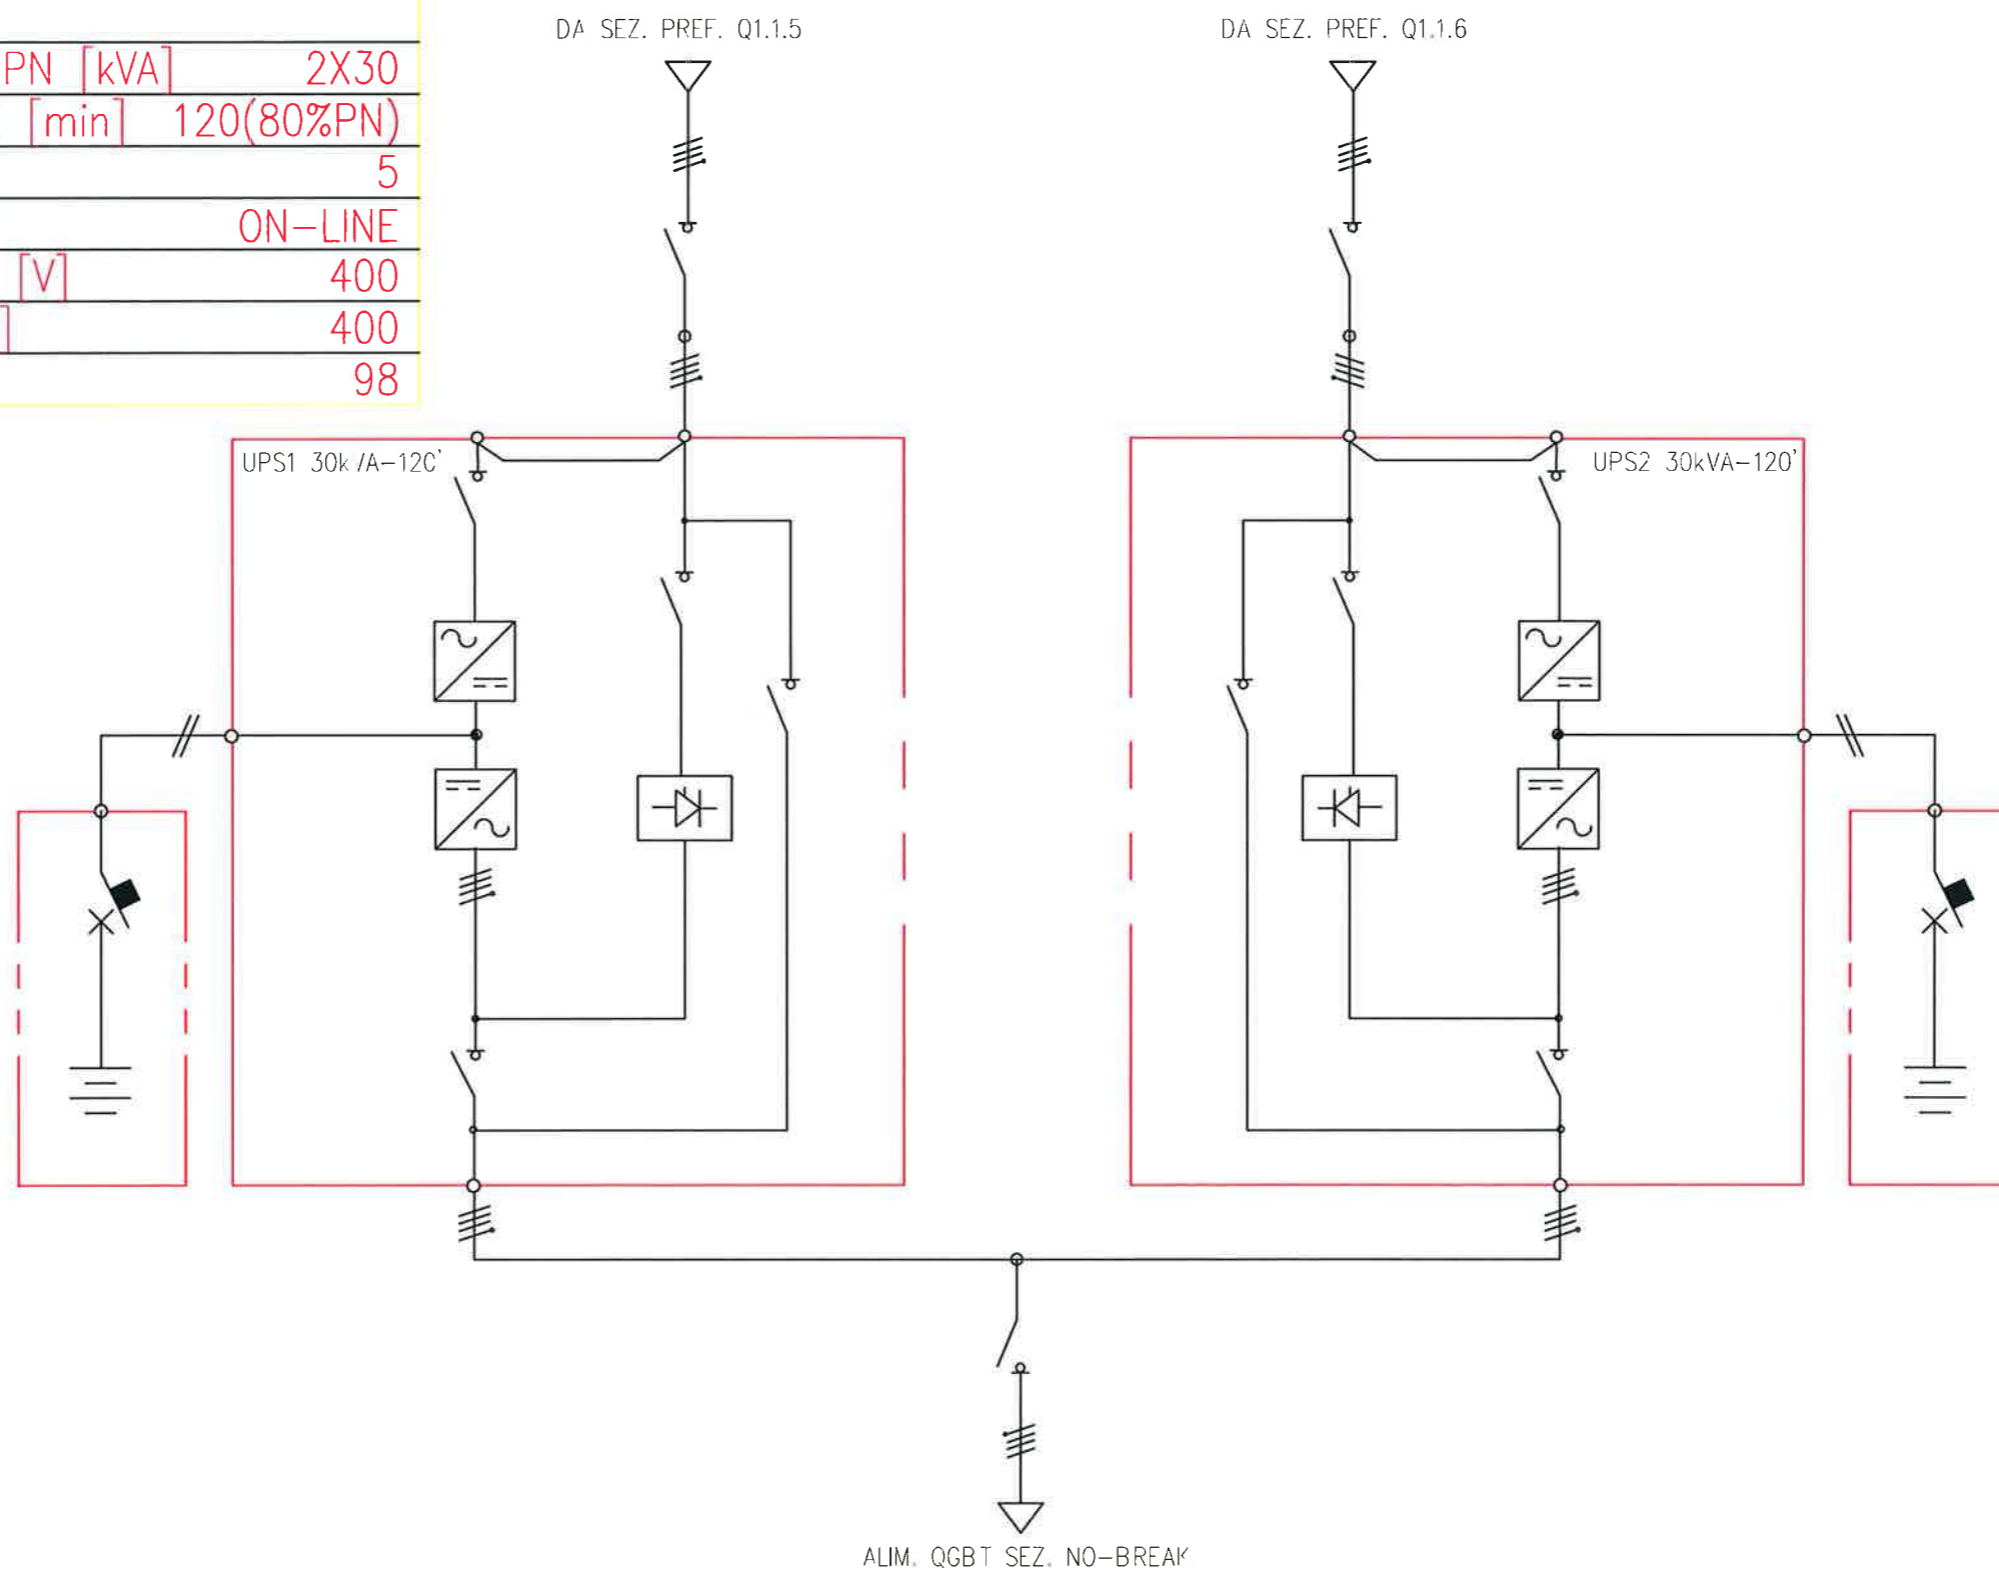 DA SEZ. PREF. Q1.1.5
DA SEZ. PREF. Q1.1.6
PN [kVA] 2X30
[min] 120(80%PN)
5
ON-LINE
[V] 400
] 400
98
UPS1 30kVA-120'
UPS2 30kVA-120'
ALIM. QGBT SEZ. NO-BREAK